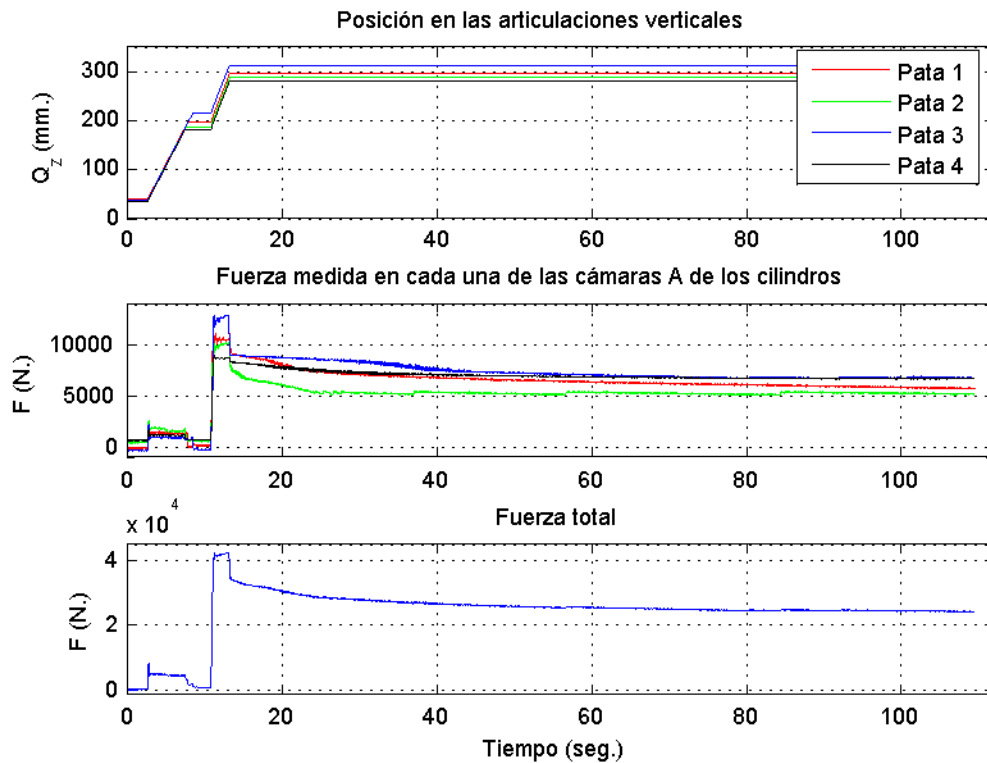 Posición en las articulaciones verticales
Q_z (mm.)
300
200
100
0
0 20 40 60 80 100
Pata 1
Pata 2
Pata 3
Pata 4
Fuerza medida en cada una de las cámaras A de los cilindros
F (N.)
10000
5000
0
0 20 40 60 80 100
x 10^4
Fuerza total
F (N.)
4
2
0
0 20 40 60 80 100
Tiempo (seg.)